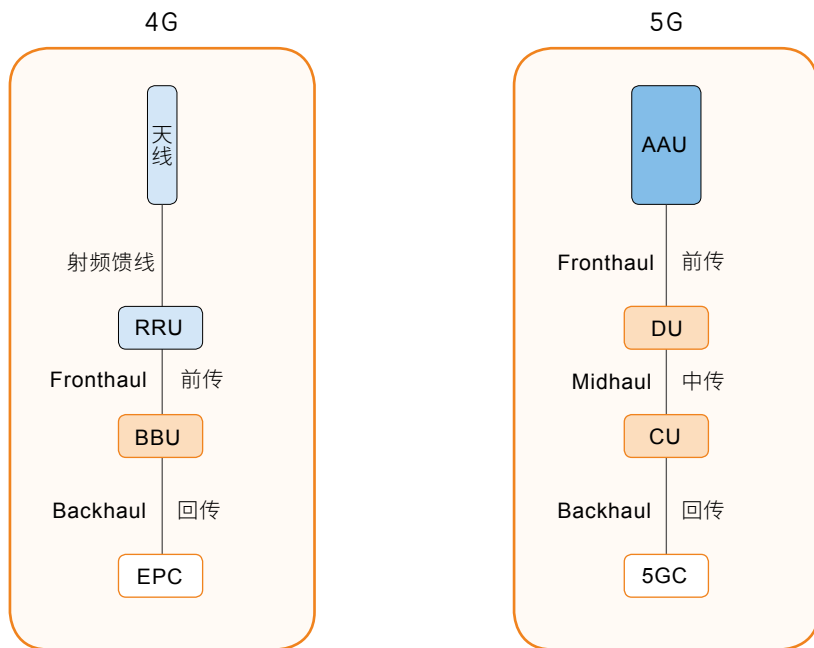 4G
天线
射频馈线
RRU
Fronthaul 前传
BBU
Backhaul 回传
EPC
5G
AAU
Fronthaul 前传
DU
Midhaul 中传
CU
Backhaul 回传
5GC